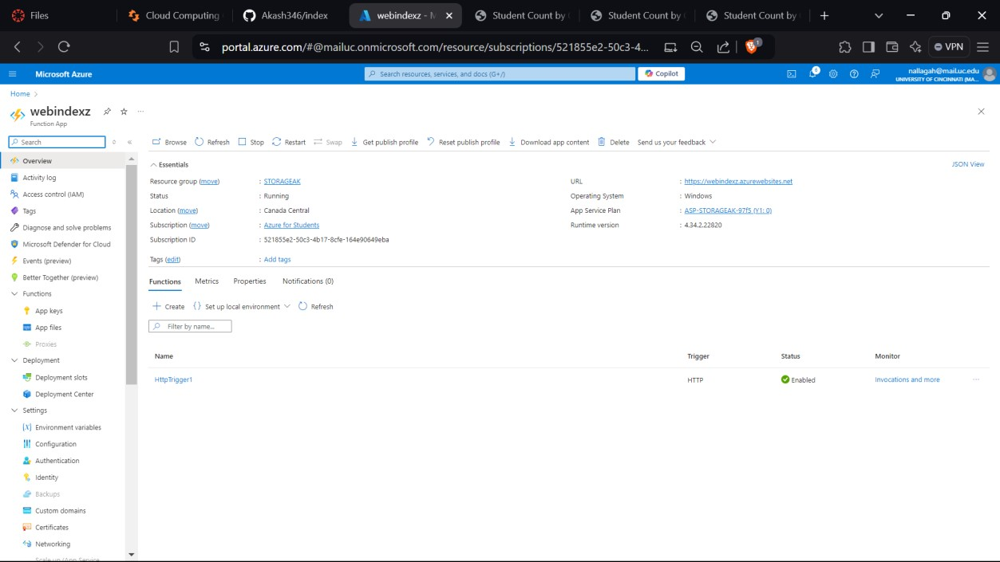 Files
Cloud Computing
Akash346/index
webindexz - M
Student Count by
Student Count by
Student Count by
portal.azure.com/#@mailuc.onmicrosoft.com/resource/subscriptions/521855e2-50c3-4...
1
VPN
Microsoft Azure
Search resources, services, and docs (G+/)
Copilot
6
nallagah@mail.uc.edu
UNIVERSITY OF CINCINNATI (MA...
Home
webindexz
Function App
Search
Browse Refresh Stop Restart Swap Get publish profile Reset publish profile Download app content Delete Send us your feedback
Overview
Activity log
Access control (IAM)
Tags
Diagnose and solve problems
Microsoft Defender for Cloud
Events (preview)
Better Together (preview)
Functions
App keys
App files
Proxies
Deployment
Deployment slots
Deployment Center
Settings
Environment variables
Configuration
Authentication
Identity
Backups
Custom domains
Certificates
Networking
Scale up (App Service
Essentials
JSON View
Resource group (move) : STORAGEAK
Status : Running
Location (move) : Canada Central
Subscription (move) : Azure for Students
Subscription ID : 521855e2-50c3-4b17-8cfe-164e90649eba
Tags (edit) : Add tags
URL : https://webindexz.azurewebsites.net
Operating System : Windows
App Service Plan : ASP-STORAGEAK-97f5 (Y1: 0)
Runtime version : 4.34.2.22820
Functions Metrics Properties Notifications (0)
Create Set up local environment Refresh
Filter by name...
Name Trigger Status Monitor
HttpTrigger1 HTTP Enabled Invocations and more